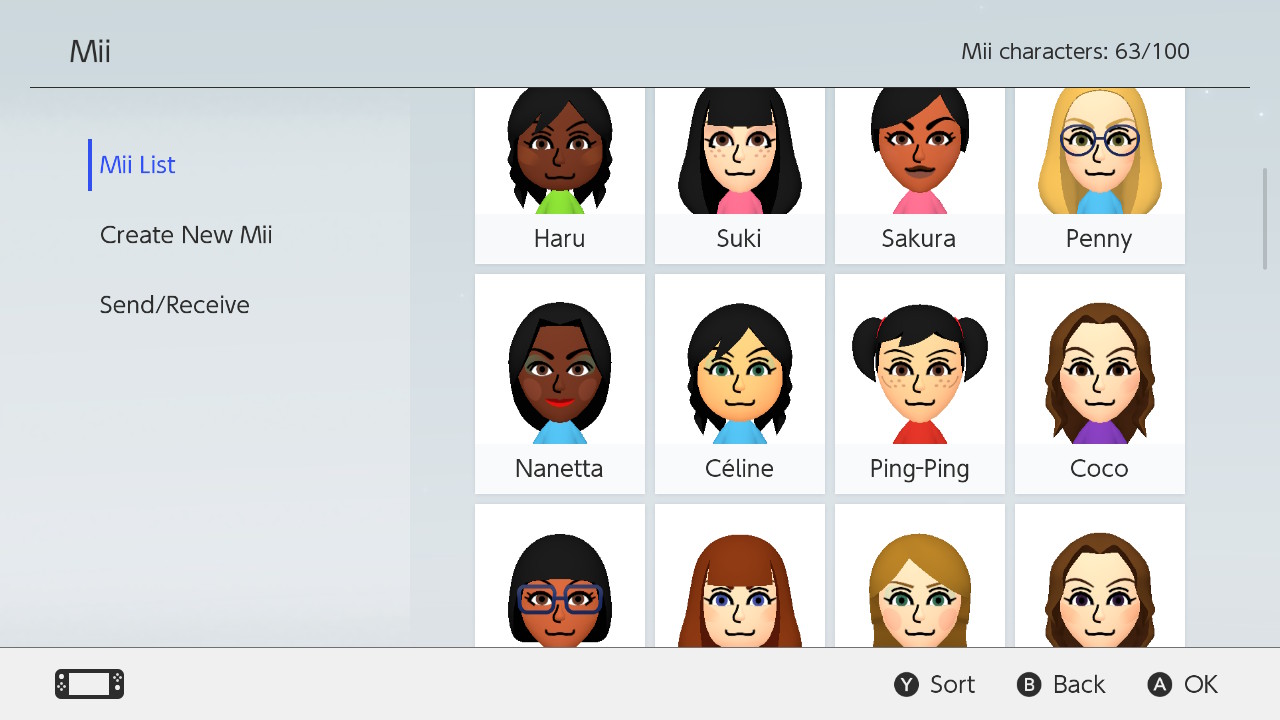 Mii
Mii characters: 63/100
Mii List
Create New Mii
Send/Receive
Haru
Suki
Sakura
Penny
Nanetta
Céline
Ping-Ping
Coco
Y Sort
B Back
A OK